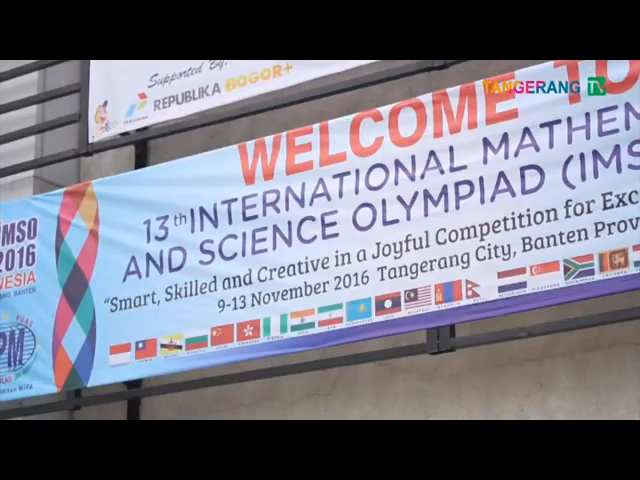 TANGERANG TV
Supported By:
REPUBLIKA BOGOR+
WELCOME TO
13th INTERNATIONAL MATHEM
AND SCIENCE OLYMPIAD (IMS
"Smart, Skilled and Creative in a Joyful Competition for Exc
9-13 November 2016 Tangerang City, Banten Prov
IMSO
2016
NESIA
PM